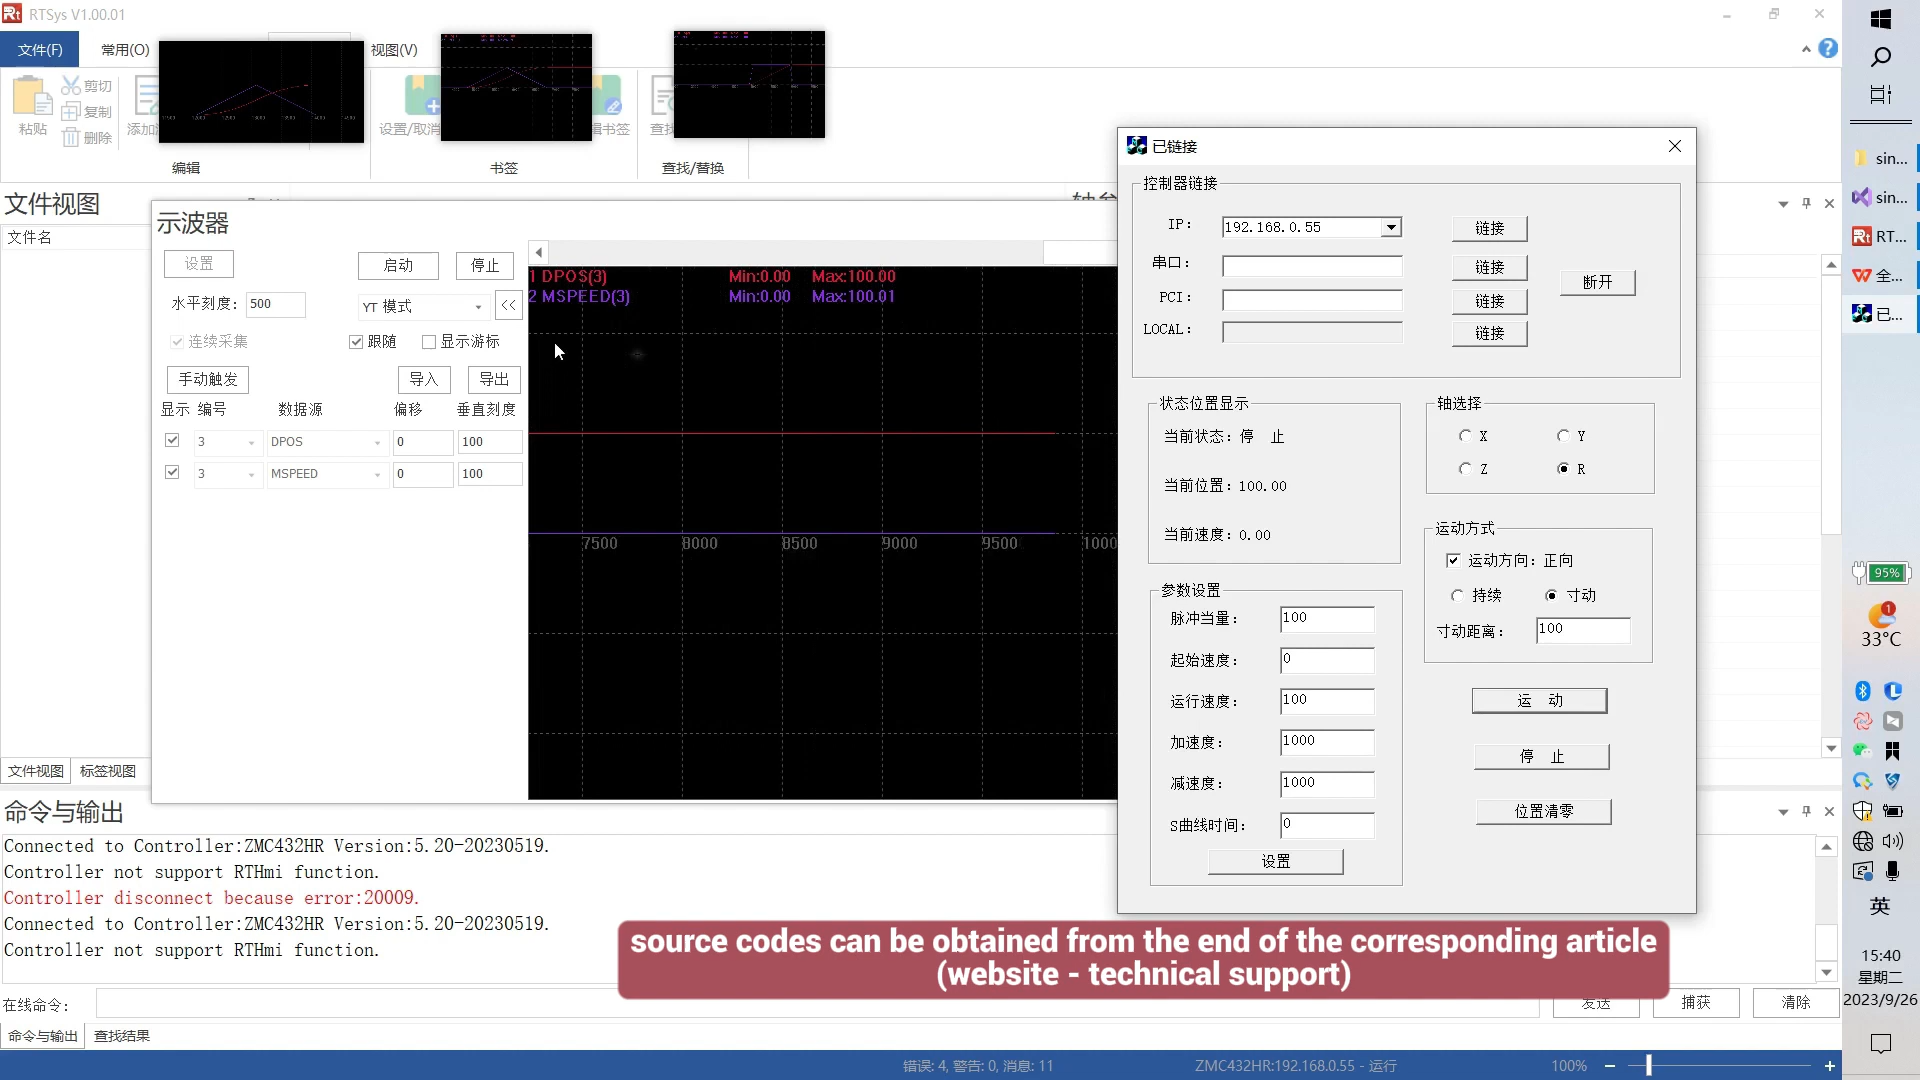 RTSys V1.00.01
文件(F)
常用(O)
视图(V)
粘贴
剪切
复制
删除
添加
设置/取消
辑书签
查找
编辑
书签
查找/替换
文件视图
文件名
示波器
设置
启动
停止
水平刻度:
500
YT 模式
<<
连续采集
跟随
显示游标
手动触发
导入
导出
显示 编号
数据源
偏移
垂直刻度
3
DPOS
0
100
3
MSPEED
0
100
1 DPOS(3)
Min:0.00
Max:100.00
2 MSPEED(3)
Min:0.00
Max:100.01
7500
8000
8500
9000
9500
1000
已链接
控制器链接
IP:
192.168.0.55
链接
串口:
链接
PCI:
链接
LOCAL:
链接
断开
状态位置显示
当前状态: 停 止
当前位置: 100.00
当前速度: 0.00
轴选择
X
Y
Z
R
参数设置
脉冲当量:
100
起始速度:
0
运行速度:
100
加速度:
1000
减速度:
1000
S曲线时间:
0
设置
运动方式
运动方向: 正向
持续
寸动
寸动距离:
100
运 动
停 止
位置清零
文件视图
标签视图
命令与输出
Connected to Controller:ZMC432HR Version:5.20-20230519.
Controller not support RTHmi function.
Controller disconnect because error:20009.
Connected to Controller:ZMC432HR Version:5.20-20230519.
Controller not support RTHmi function.
source codes can be obtained from the end of the corresponding article
(website - technical support)
在线命令:
发送
捕获
清除
命令与输出
查找结果
错误: 4, 警告: 0, 消息: 11
ZMC432HR:192.168.0.55 - 运行
100%
sin...
sin...
RT...
全...
已...
95%
1
33°C
英
15:40
星期二
2023/9/26